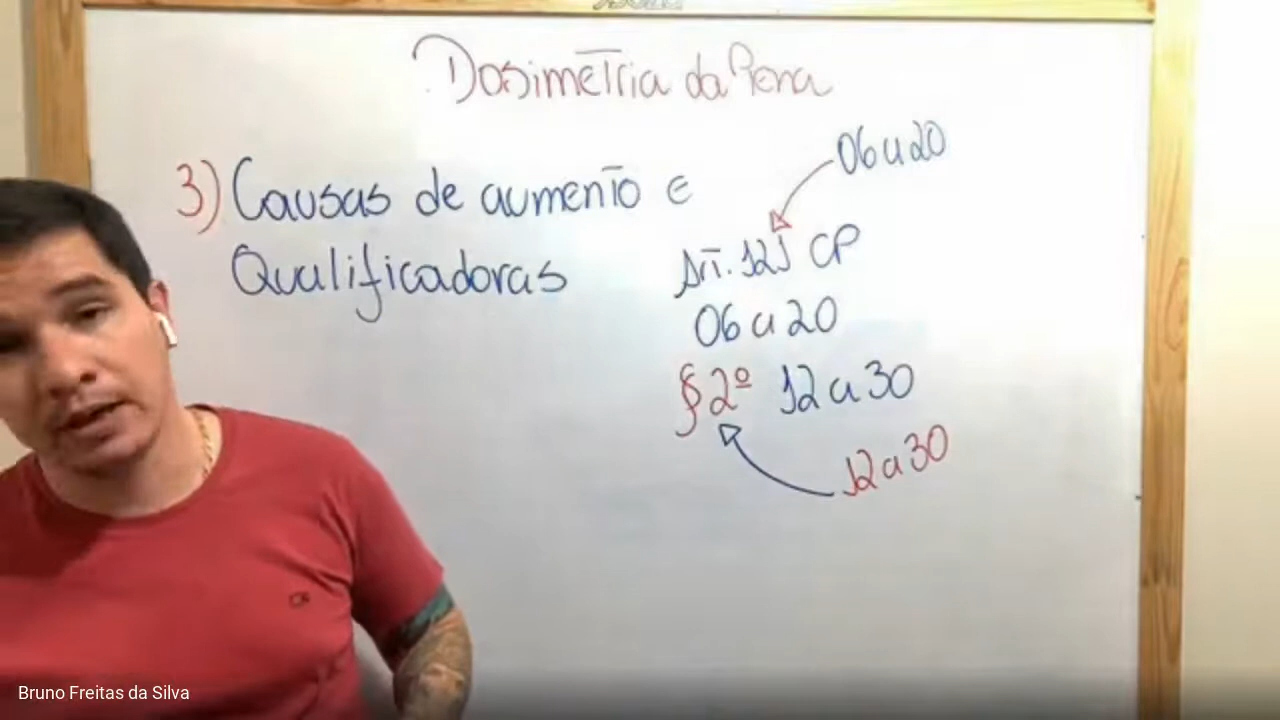 Dosimetria da Pena
3) Causas de aumento e
Qualificadoras
06 a 20
Art. 121 CP
06 a 20
§ 2º 12 a 30
12 a 30
Bruno Freitas da Silva